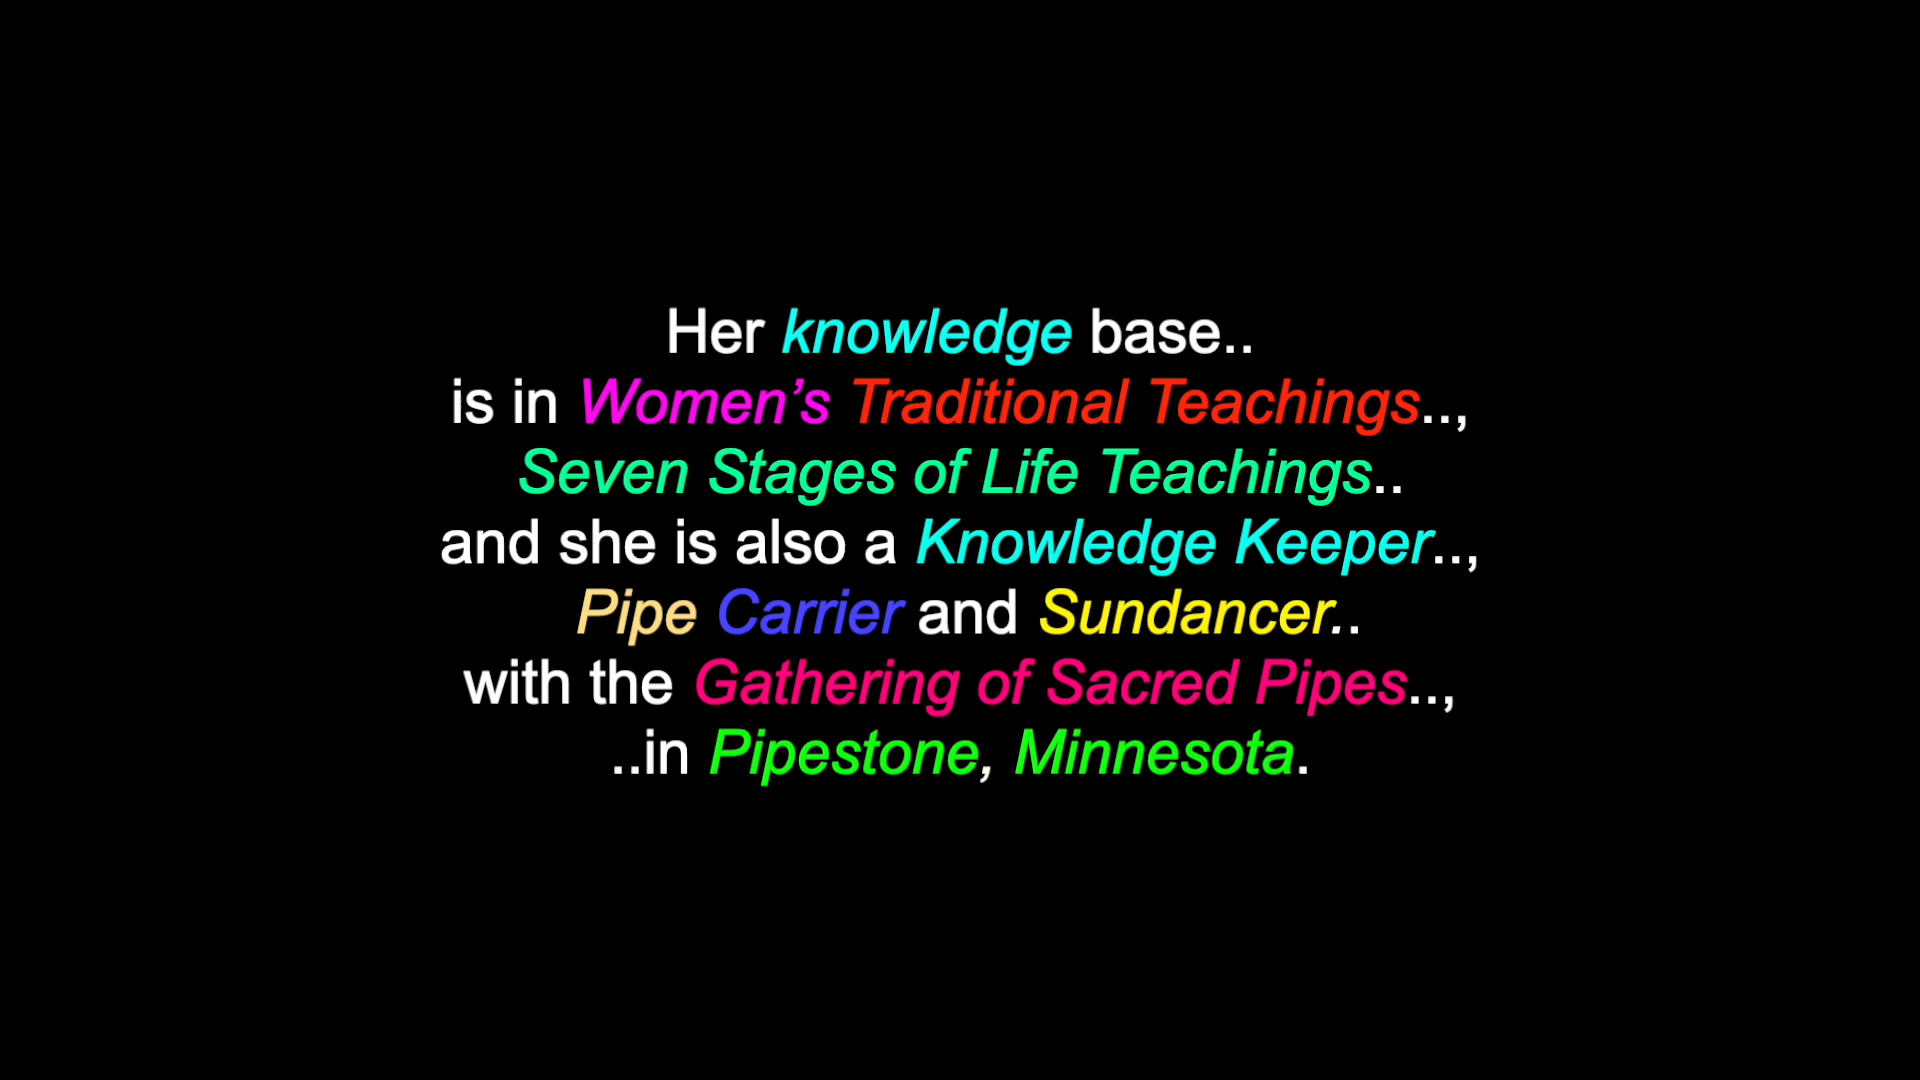 Her knowledge base..
is in Women’s Traditional Teachings..,
Seven Stages of Life Teachings..
and she is also a Knowledge Keeper..,
Pipe Carrier and Sundancer..
with the Gathering of Sacred Pipes..,
..in Pipestone, Minnesota.